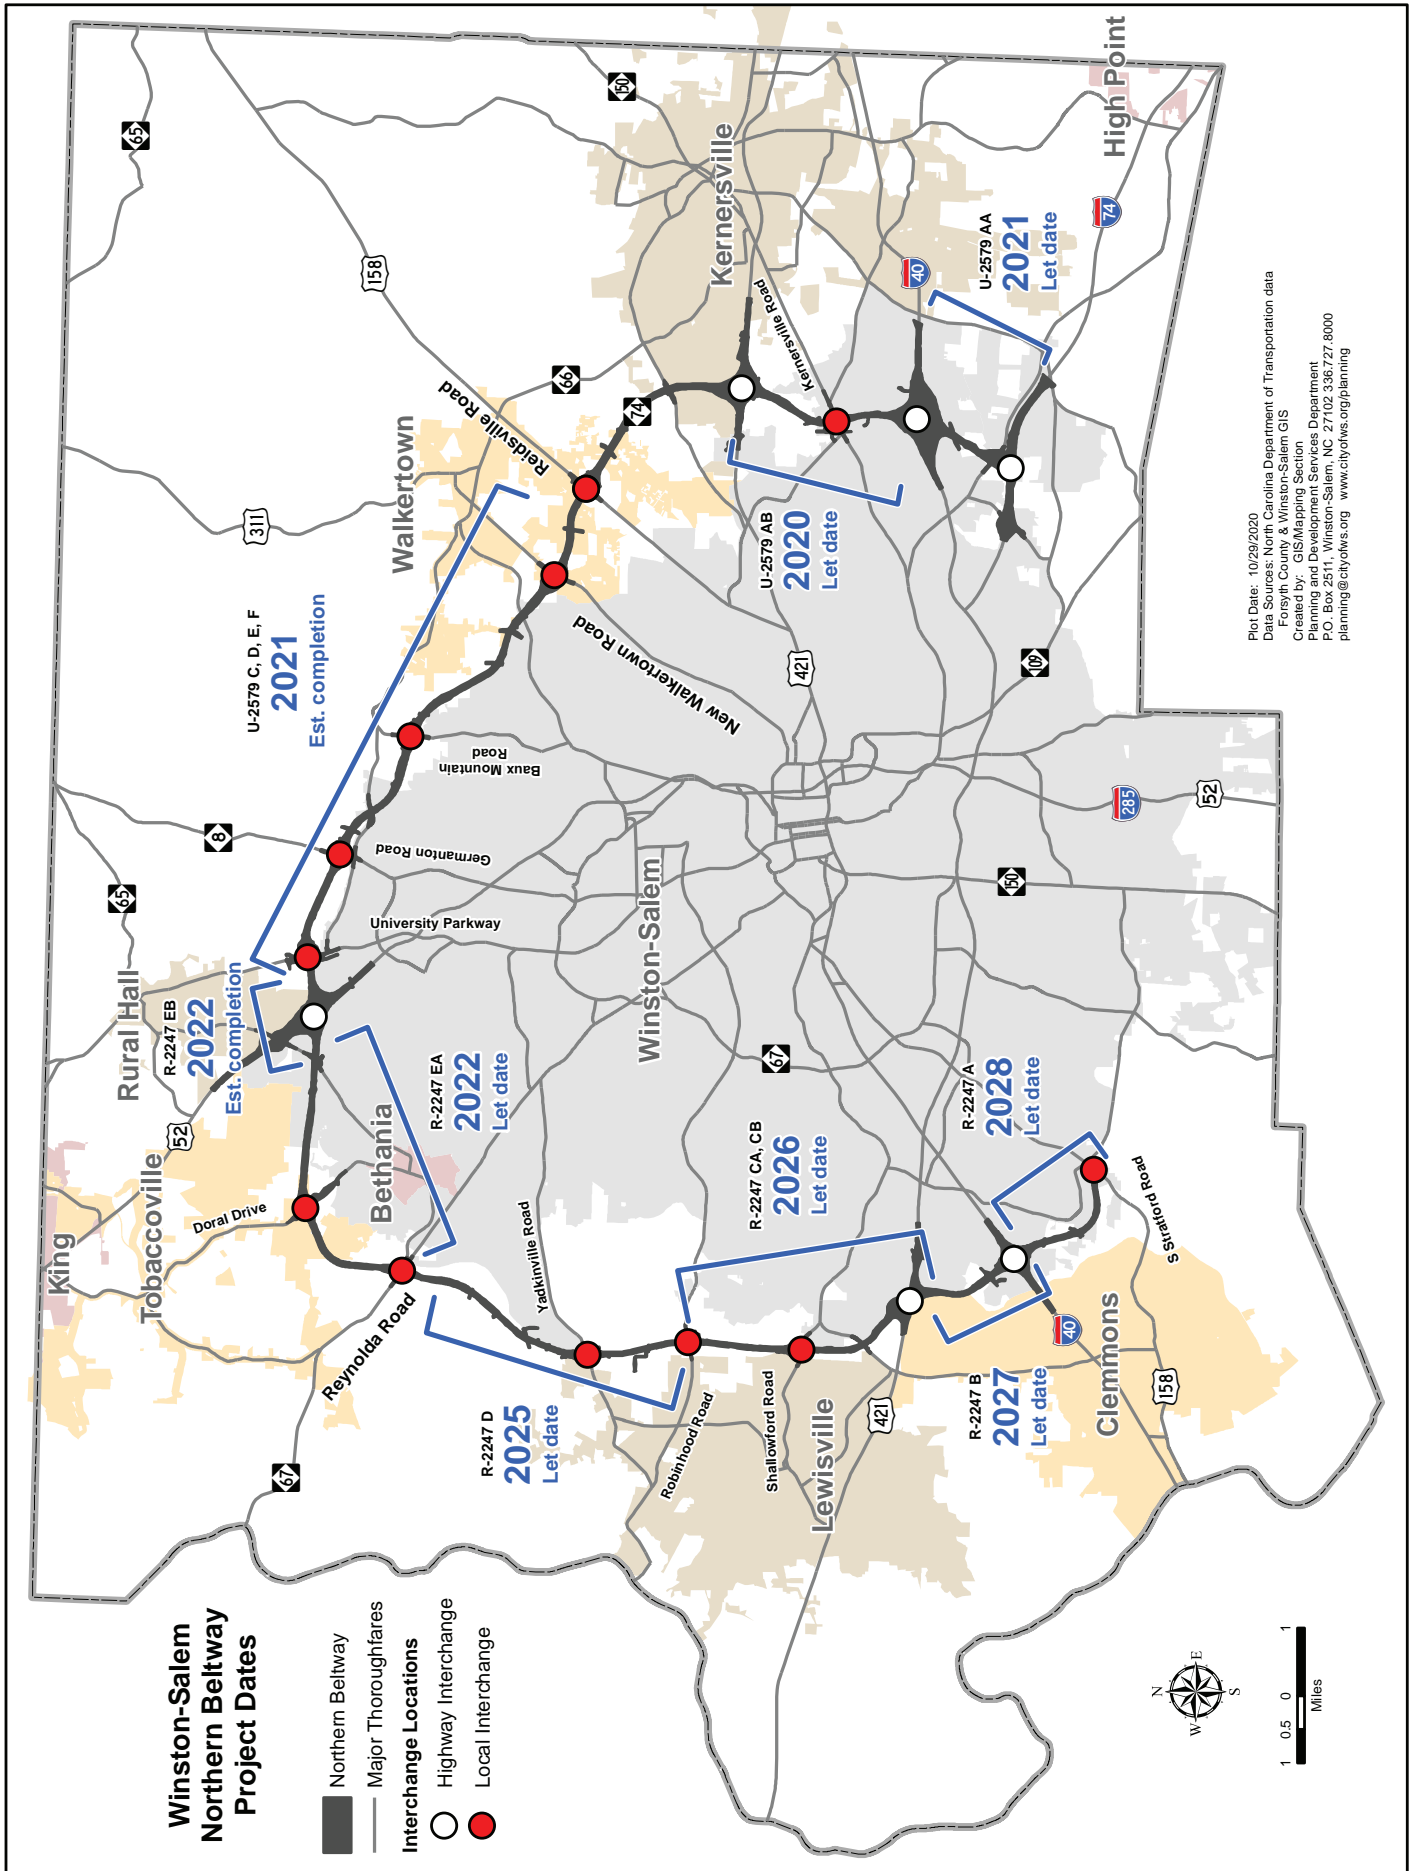 Winston-Salem
Northern Beltway
Project Dates
Northern Beltway
Major Thoroughfares
Interchange Locations
Highway Interchange
Local Interchange
King
Tobaccoville
Rural Hall
Bethania
Walkertown
Kernersville
High Point
Winston-Salem
Lewisville
Clemmons
65
8
65
311
158
150
66
74
52
67
67
421
421
40
40
74
109
285
52
150
158
Doral Drive
Reynolda Road
Yadkinville Road
Robinhood Road
Shallowford Road
S Stratford Road
University Parkway
Germanton Road
Baux Mountain
Road
New Walkertown Road
Reidsville Road
Kernersville Road
R-2247 EB
2022
Est. completion
U-2579 C, D, E, F
2021
Est. completion
R-2247 EA
2022
Let date
R-2247 D
2025
Let date
R-2247 CA, CB
2026
Let date
R-2247 B
2027
Let date
R-2247 A
2028
Let date
U-2579 AB
2020
Let date
U-2579 AA
2021
Let date
N
W
E
S
1
0.5
0
1
Miles
Plot Date: 10/29/2020
Data Sources: North Carolina Department of Transportation data
Forsyth County & Winston-Salem GIS
Created by: GIS/Mapping Section
Planning and Development Services Department
P.O. Box 2511, Winston-Salem, NC 27102 336.727.8000
planning@cityofws.org www.cityofws.org/planning